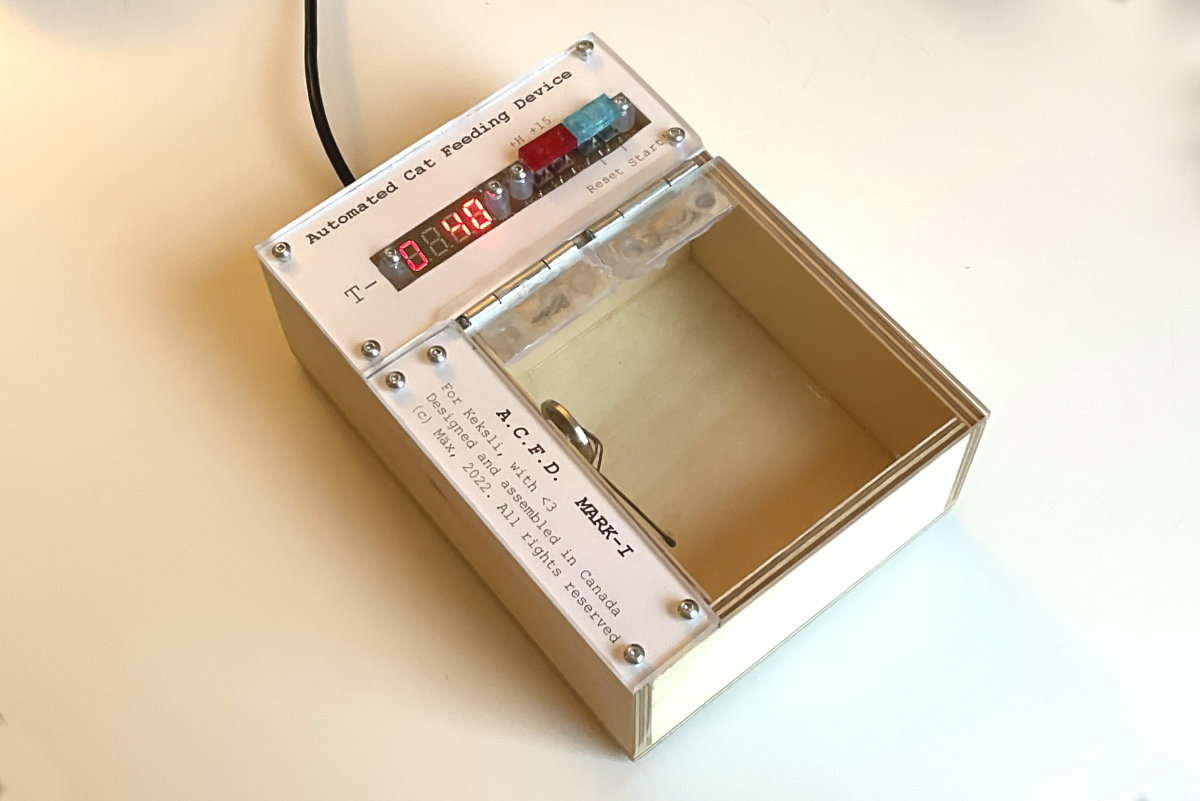 Automated Cat Feeding Device
+H +15
T- 0 40
Reset Start
A.C.F.D. MARK-I
For Keksli, with <3
Designed and assembled in Canada
(c) Mäx, 2022. All rights reserved